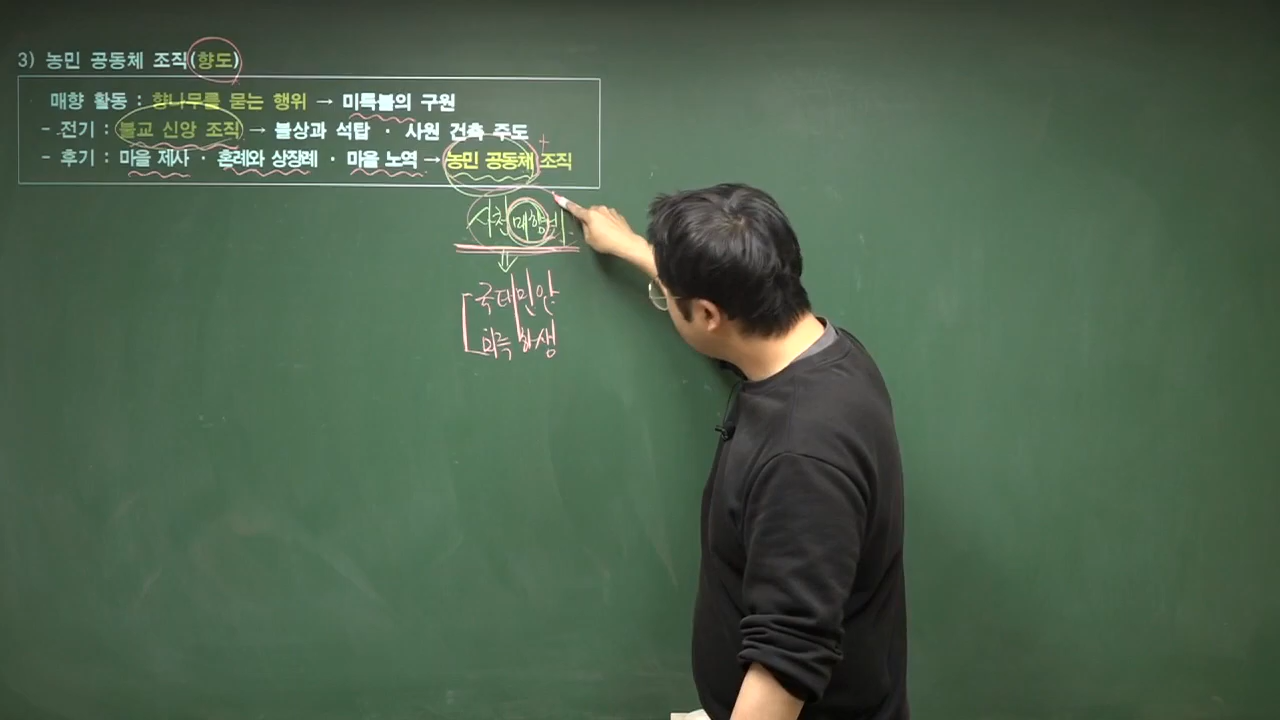 3) 농민 공동체 조직(향도)
매향 활동 : 향나무를 묻는 행위 → 미륵불의 구원
- 전기 : 불교 신앙 조직 → 불상과 석탑 · 사원 건축 주도
- 후기 : 마을 제사 · 혼례와 상장례 · 마을 노역 → 농민 공동체 조직
사천 매향비
국태민안
미륵하생